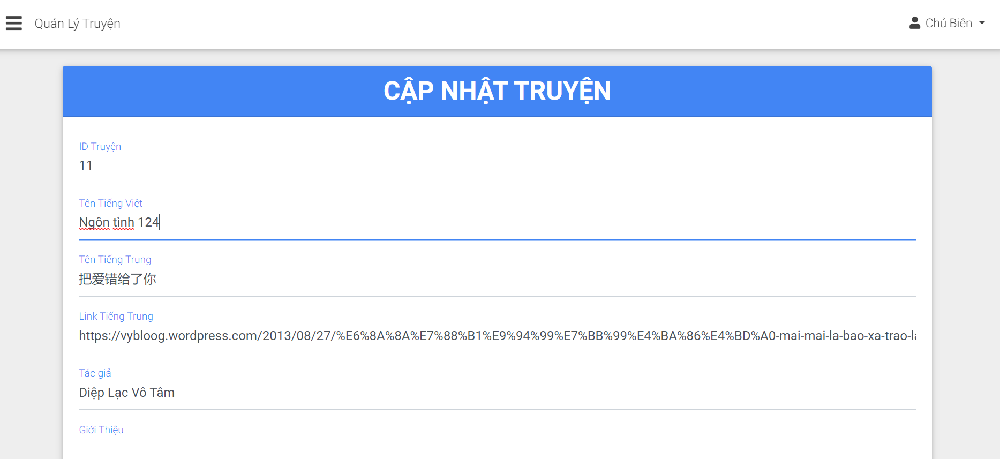 Quản Lý Truyện
Chủ Biên
CẬP NHẬT TRUYỆN
ID Truyện
11
Tên Tiếng Việt
Ngôn tình 124
Tên Tiếng Trung
把爱错给了你
Link Tiếng Trung
https://vybloog.wordpress.com/2013/08/27/%E6%8A%8A%E7%88%B1%E9%94%99%E7%BB%99%E4%BA%86%E4%BD%A0-mai-mai-la-bao-xa-trao-la
Tác giả
Diệp Lạc Vô Tâm
Giới Thiệu